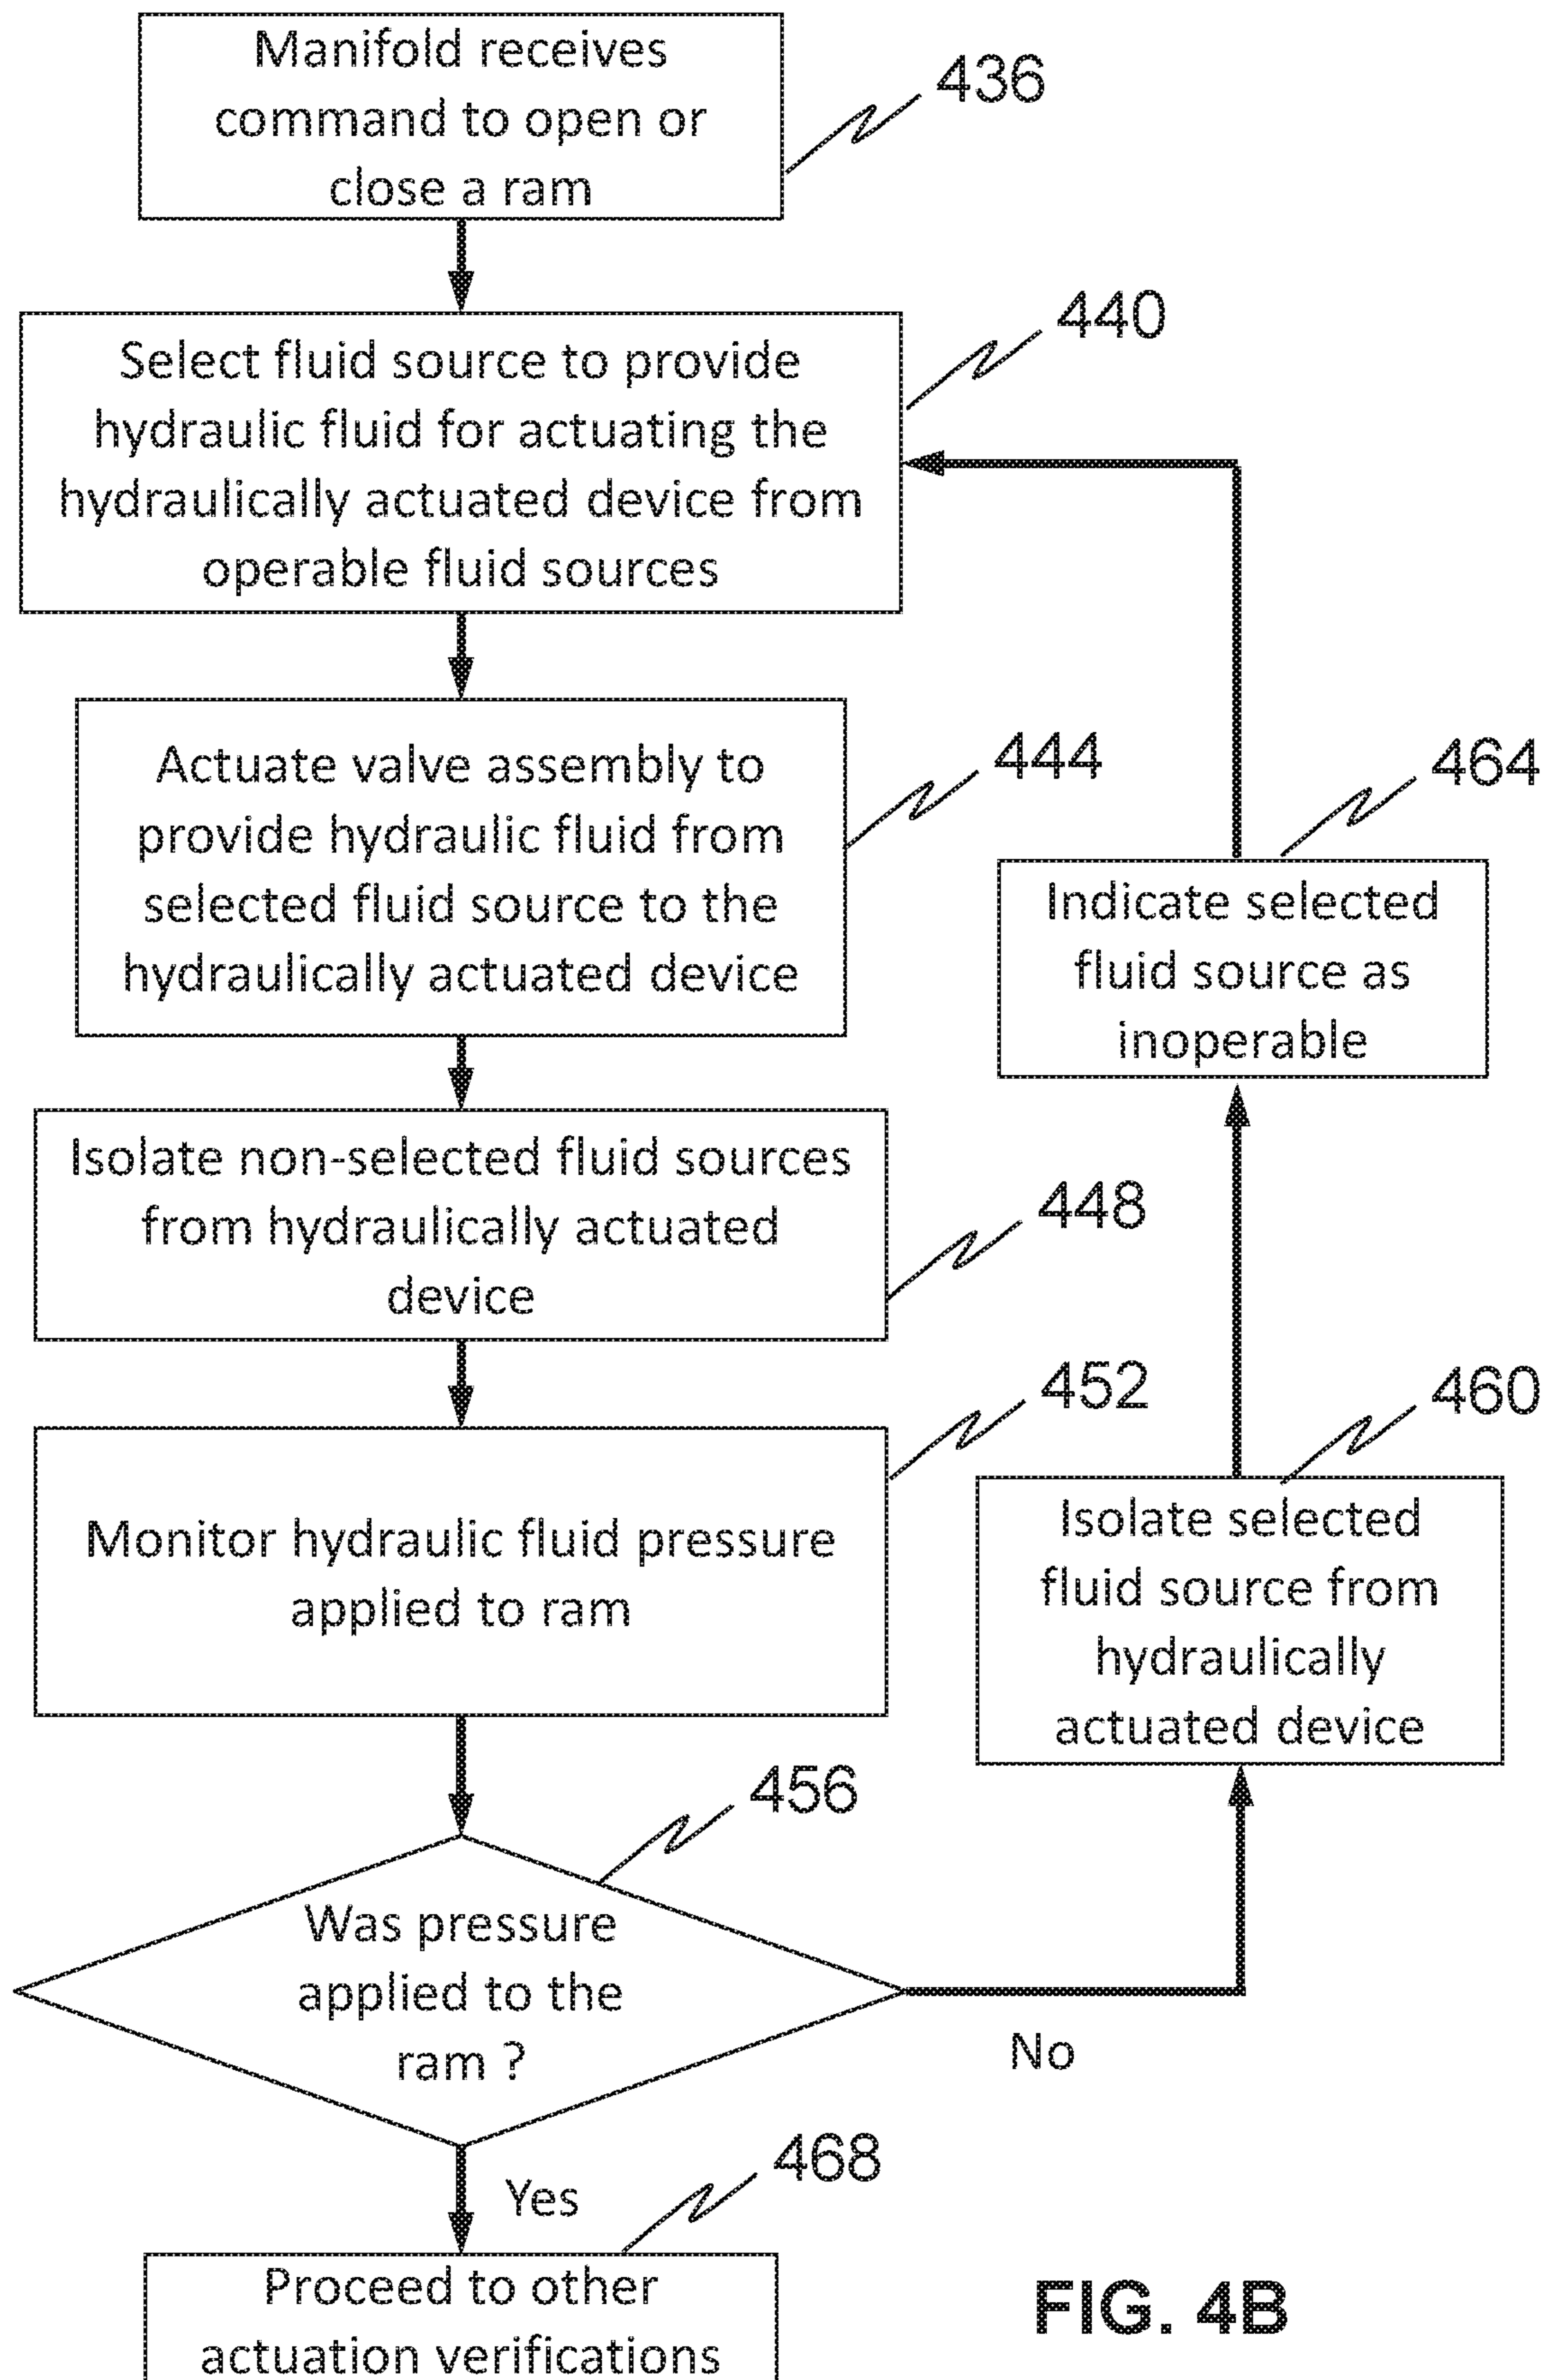 Manifold receives
command to open or
close a ram
436
Select fluid source to provide
hydraulic fluid for actuating the
hydraulically actuated device from
operable fluid sources
440
Actuate valve assembly to
provide hydraulic fluid from
selected fluid source to the
hydraulically actuated device
444
Isolate non-selected fluid sources
from hydraulically actuated
device
448
Monitor hydraulic fluid pressure
applied to ram
452
Was pressure
applied to the
ram ?
456
No
Isolate selected
fluid source from
hydraulically
actuated device
460
Indicate selected
fluid source as
inoperable
464
Yes
Proceed to other
actuation verifications
468
FIG. 4B